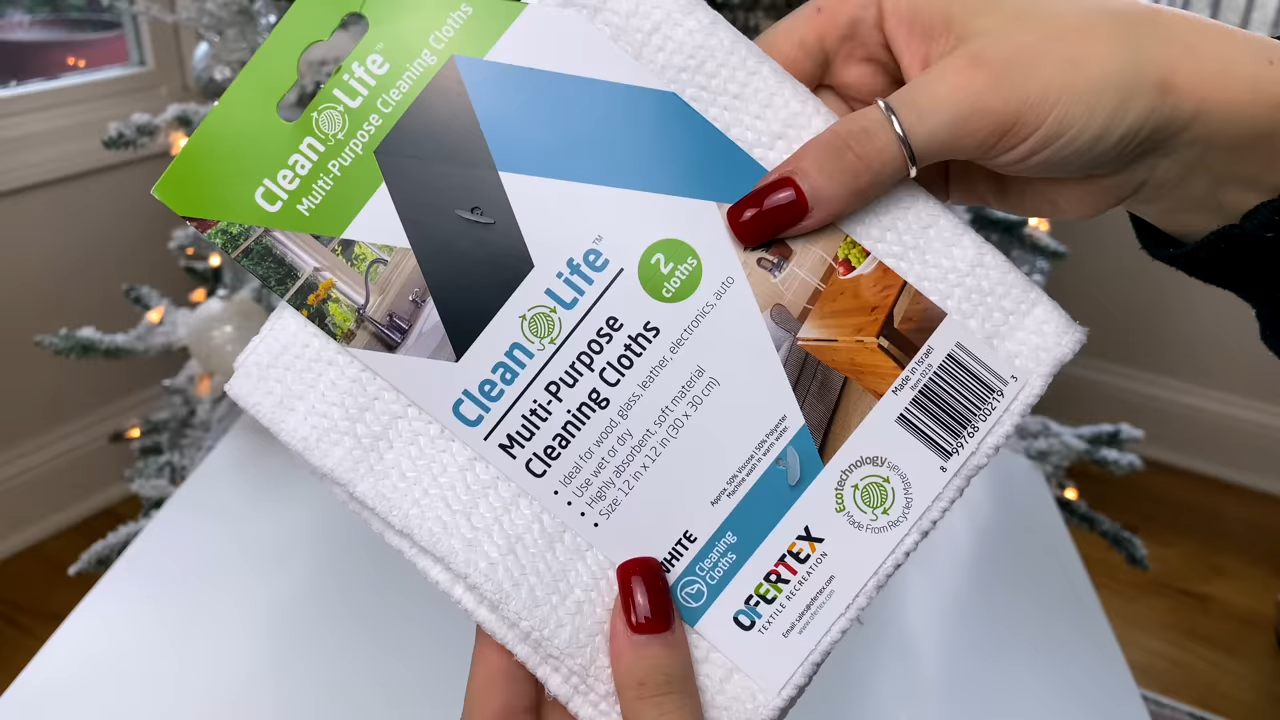 Clean Life™
Multi-Purpose Cleaning Cloths
Clean Life™
2
cloths
Multi-Purpose
Cleaning Cloths
• Ideal for wood, glass, leather, electronics, auto
• Use wet or dry
• Highly absorbent, soft material
• Size: 12 in x 12 in (30 x 30 cm)
Approx. 50% Viscose | 50% Polyester
Machine wash in warm water.
WHITE
Cleaning
Cloths
Made in Israel
Item 0219
8 99768 00219 3
Ecotechnology
Made From Recycled Materials
OFERTEX
TEXTILE RECREATION
Email: sales@ofertex.com
www.ofertex.com